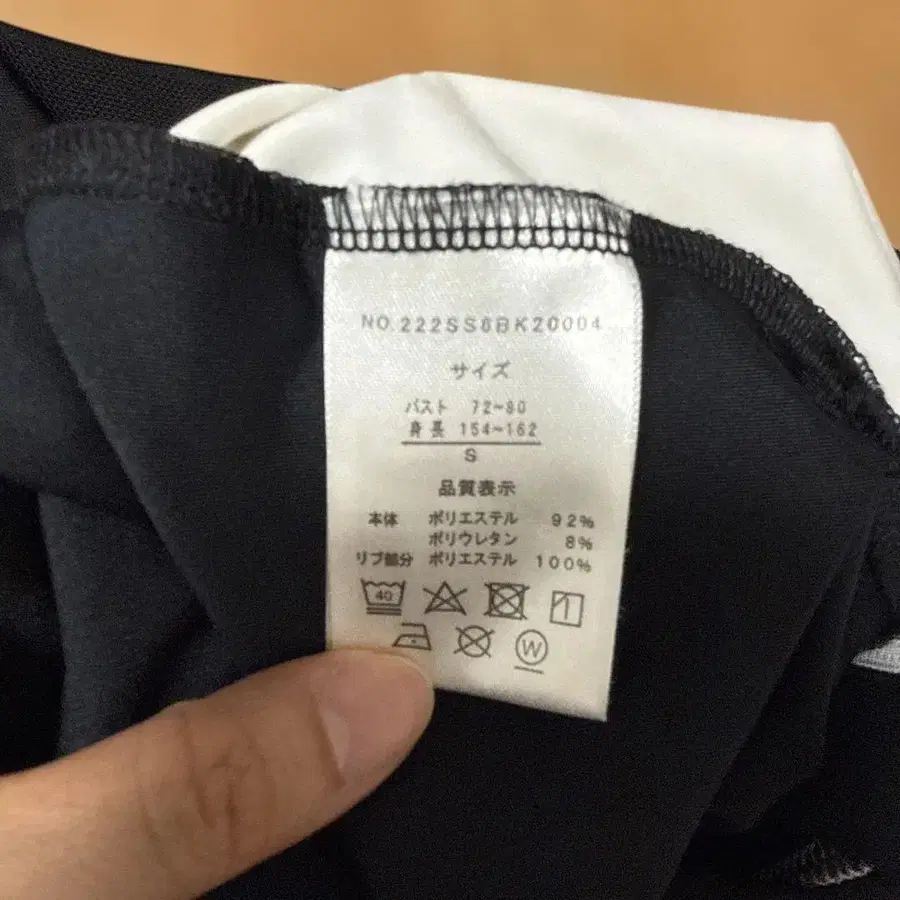 NO.222SS6BK20004
サイズ
バスト 72~80
身長 154~162
S
品質表示
本体 ポリエステル 92%
ポリウレタン 8%
リブ部分 ポリエステル 100%
40
W